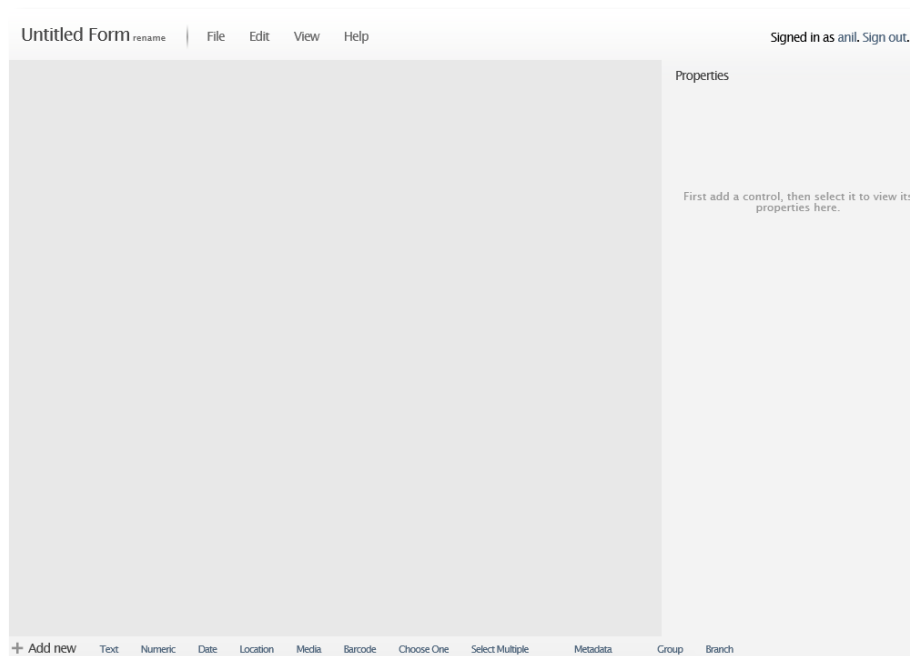 Untitled Form rename File Edit View Help Signed in as anil. Sign out.
Properties
First add a control, then select it to view its
properties here.
+ Add new Text Numeric Date Location Media Barcode Choose One Select Multiple Metadata Group Branch